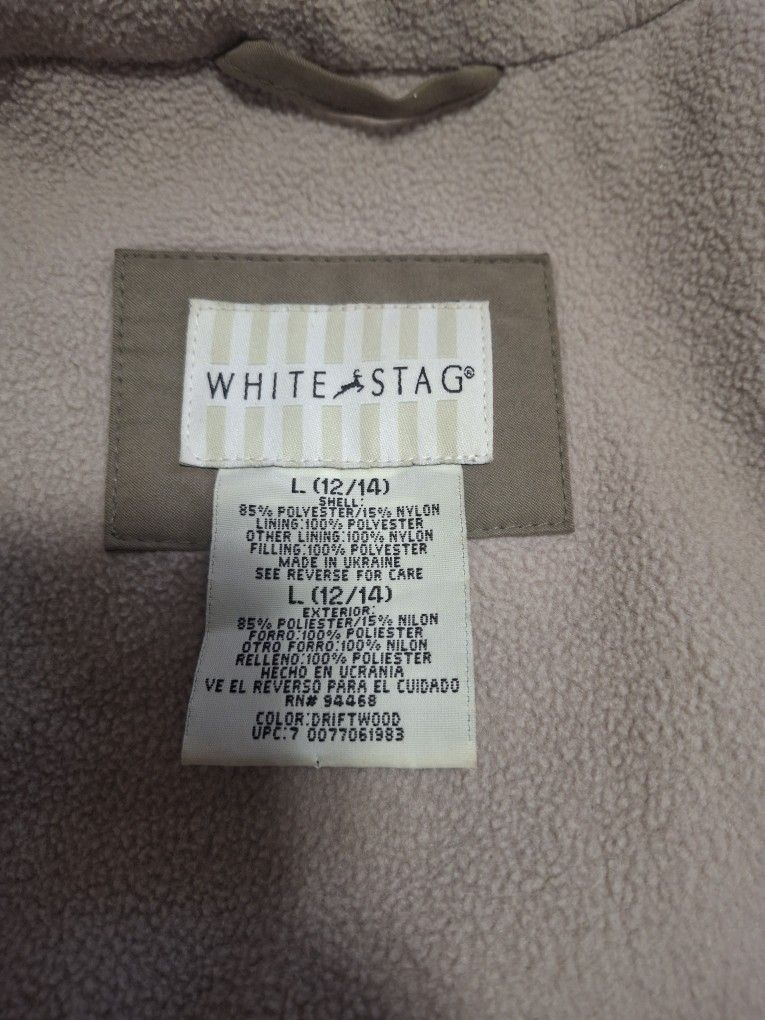 WHITE STAG®
L (12/14)
SHELL:
85% POLYESTER/15% NYLON
LINING:100% POLYESTER
OTHER LINING:100% NYLON
FILLING:100% POLYESTER
MADE IN UKRAINE
SEE REVERSE FOR CARE
L (12/14)
EXTERIOR:
85% POLIESTER/15% NILON
FORRO:100% POLIESTER
OTRO FORRO:100% NILON
RELLENO:100% POLIESTER
HECHO EN UCRANIA
VE EL REVERSO PARA EL CUIDADO
RN# 94468
COLOR:DRIFTWOOD
UPC:7 0077061983